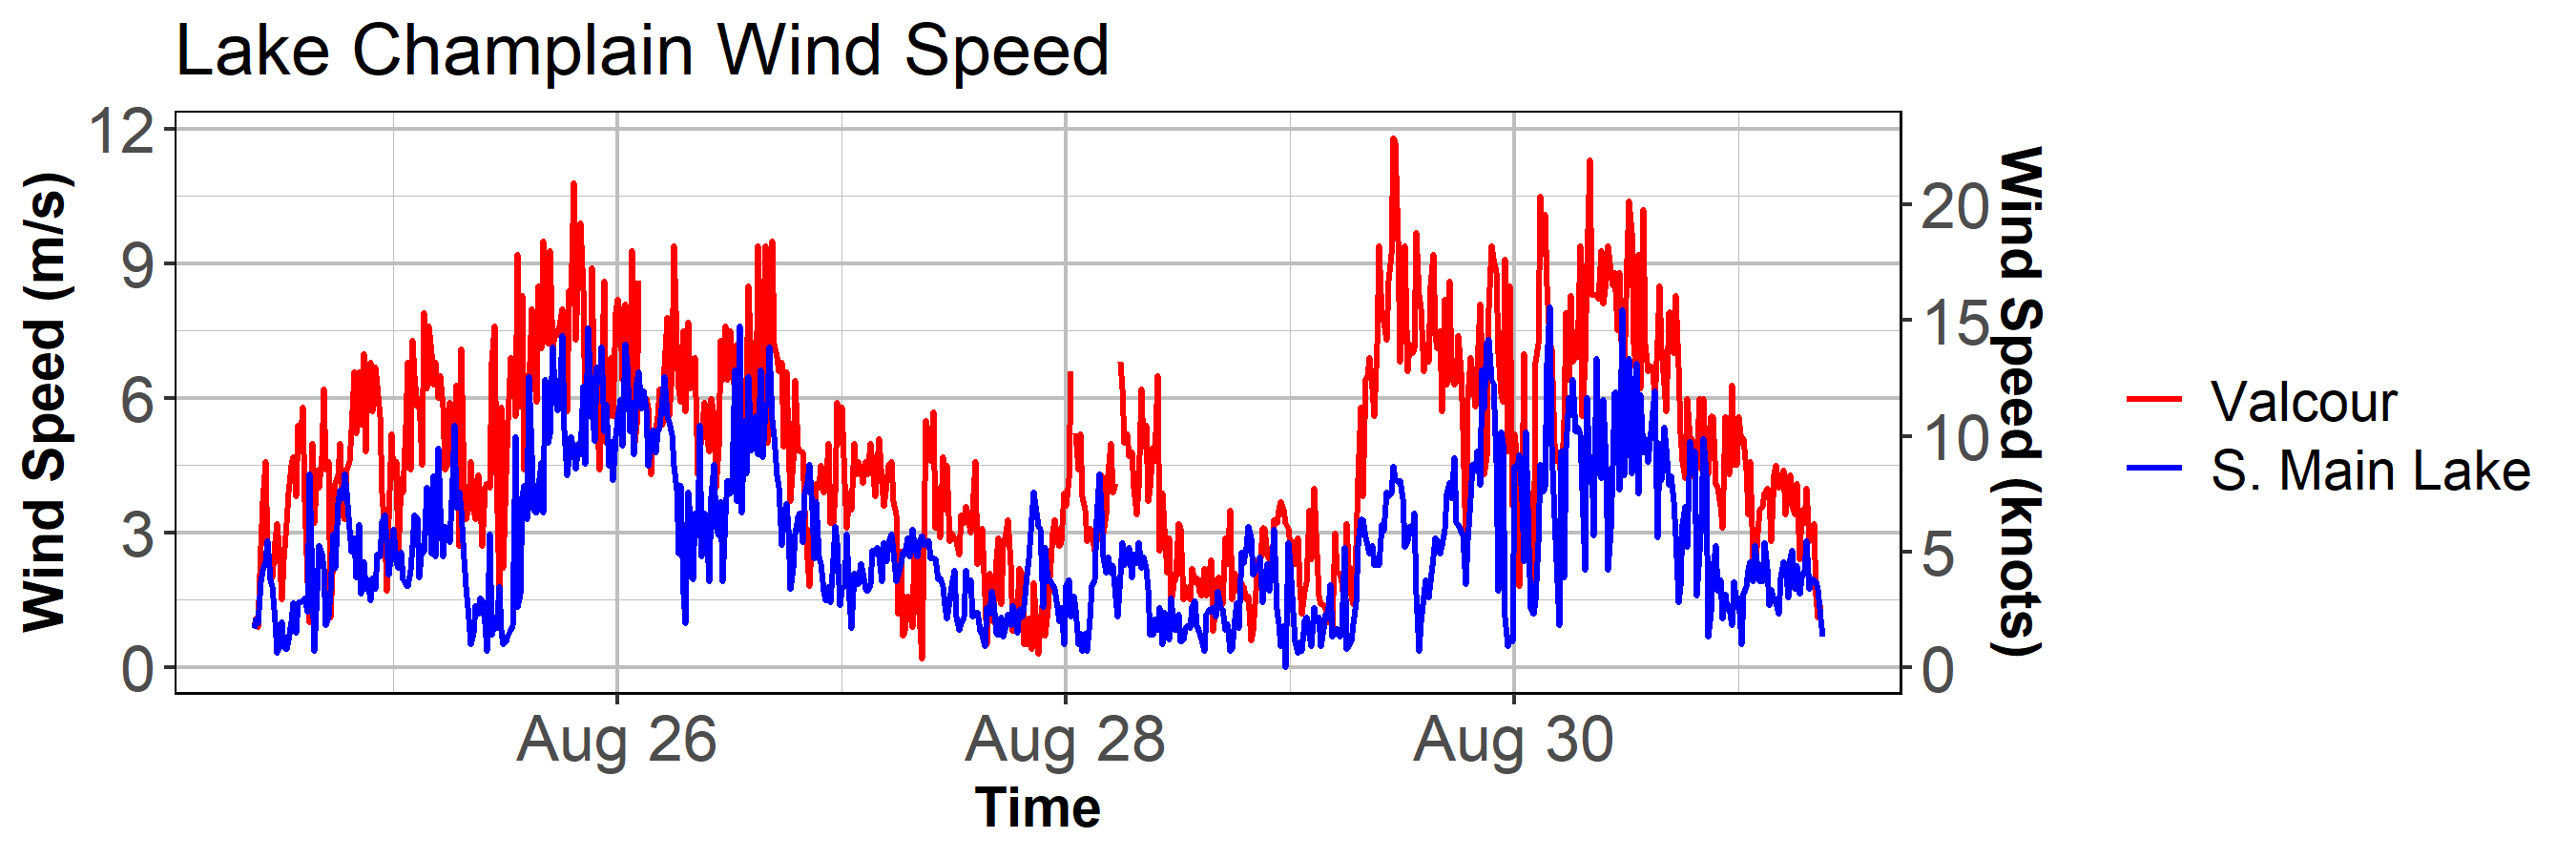 Lake Champlain Wind Speed
Wind Speed (m/s)
12
9
6
3
0
20
15
10
5
0
Wind Speed (knots)
Aug 26
Aug 28
Aug 30
Time
Valcour
S. Main Lake